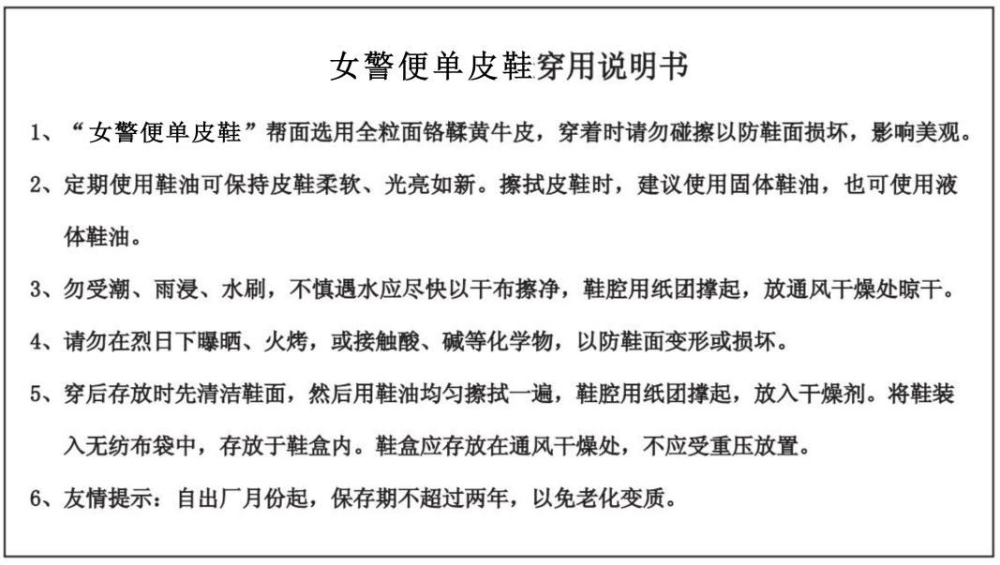 女警便单皮鞋穿用说明书
1、“女警便单皮鞋”帮面选用全粒面铬鞣黄牛皮，穿着时请勿碰擦以防鞋面损坏，影响美观。
2、定期使用鞋油可保持皮鞋柔软、光亮如新。擦拭皮鞋时，建议使用固体鞋油，也可使用液
体鞋油。
3、勿受潮、雨浸、水刷，不慎遇水应尽快以干布擦净，鞋腔用纸团撑起，放通风干燥处晾干。
4、请勿在烈日下曝晒、火烤，或接触酸、碱等化学物，以防鞋面变形或损坏。
5、穿后存放时先清洁鞋面，然后用鞋油均匀擦拭一遍，鞋腔用纸团撑起，放入干燥剂。将鞋装
入无纺布袋中，存放于鞋盒内。鞋盒应存放在通风干燥处，不应受重压放置。
6、友情提示：自出厂月份起，保存期不超过两年，以免老化变质。